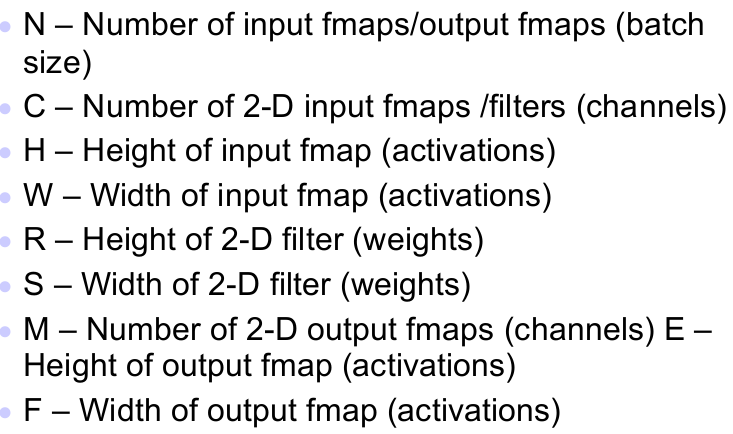 • N – Number of input fmaps/output fmaps (batch
size)
• C – Number of 2-D input fmaps /filters (channels)
• H – Height of input fmap (activations)
• W – Width of input fmap (activations)
• R – Height of 2-D filter (weights)
• S – Width of 2-D filter (weights)
• M – Number of 2-D output fmaps (channels) E –
Height of output fmap (activations)
• F – Width of output fmap (activations)